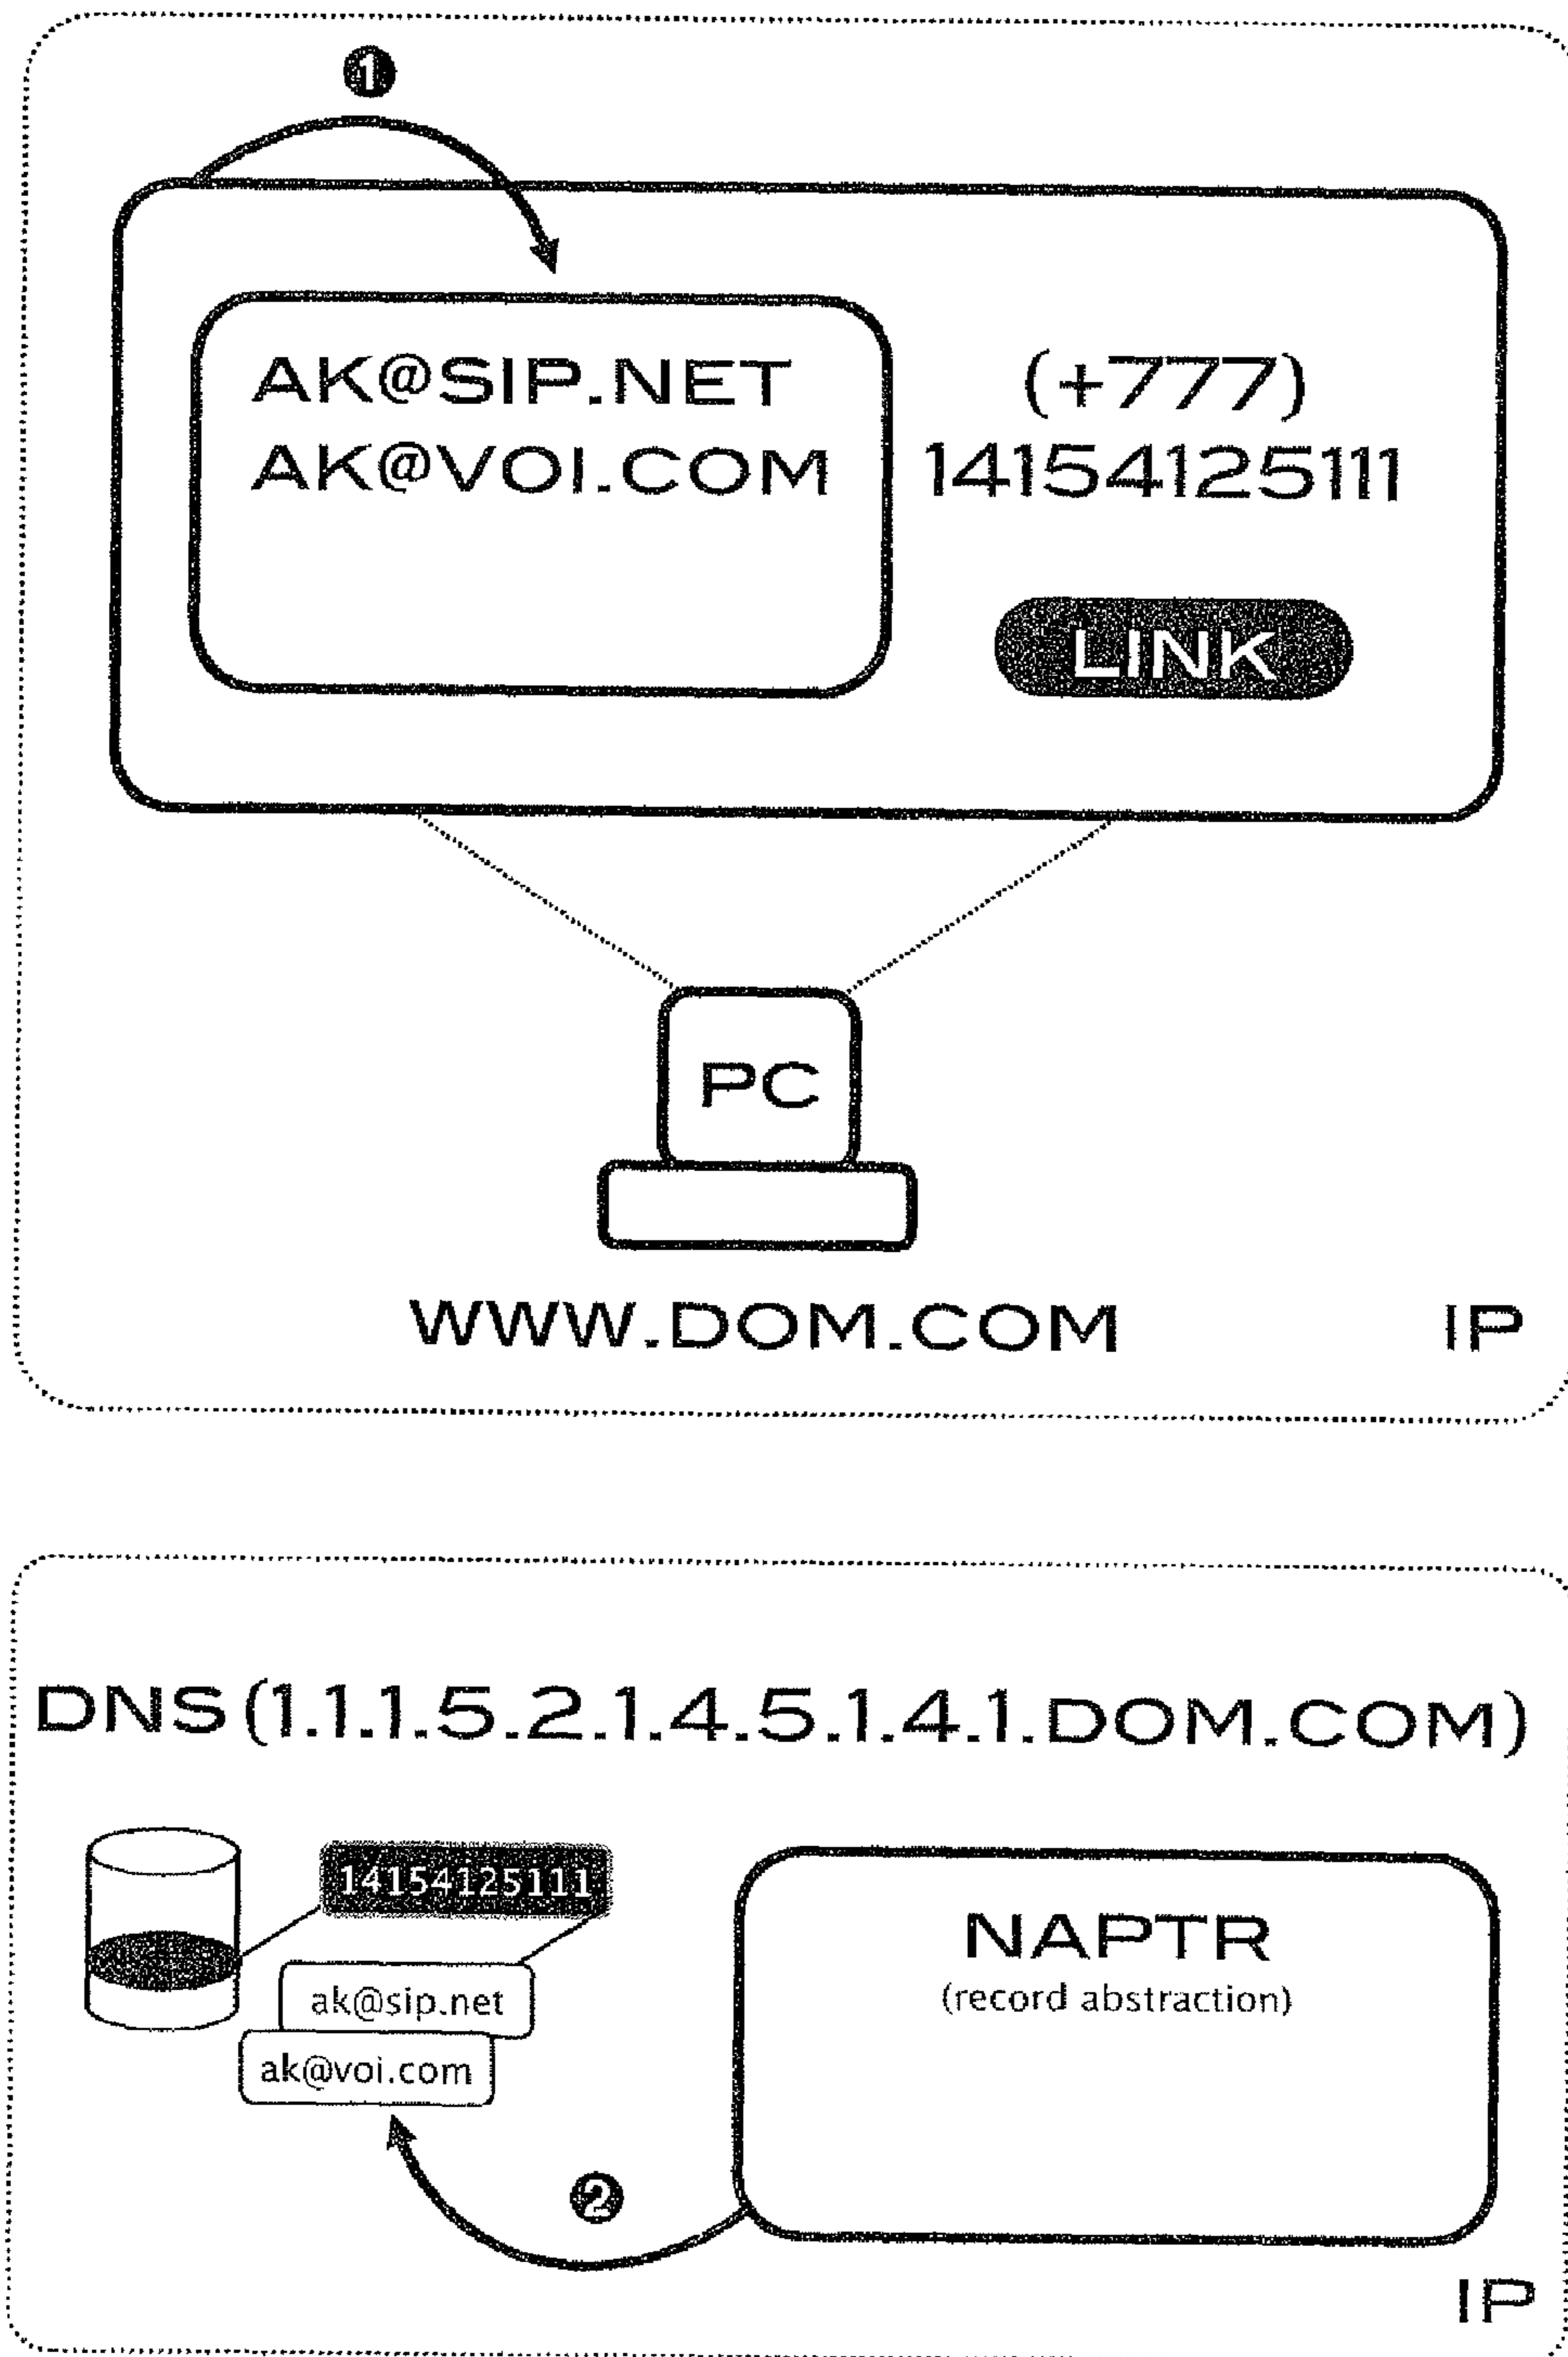 1
AK@SIP.NET
AK@VOI.COM
(+777)
14154125111
LINK
PC
WWW.DOM.COM
IP
DNS(1.1.1.5.2.1.4.5.1.4.1.DOM.COM)
14154125111
ak@sip.net
ak@voi.com
NAPTR
(record abstraction)
2
IP